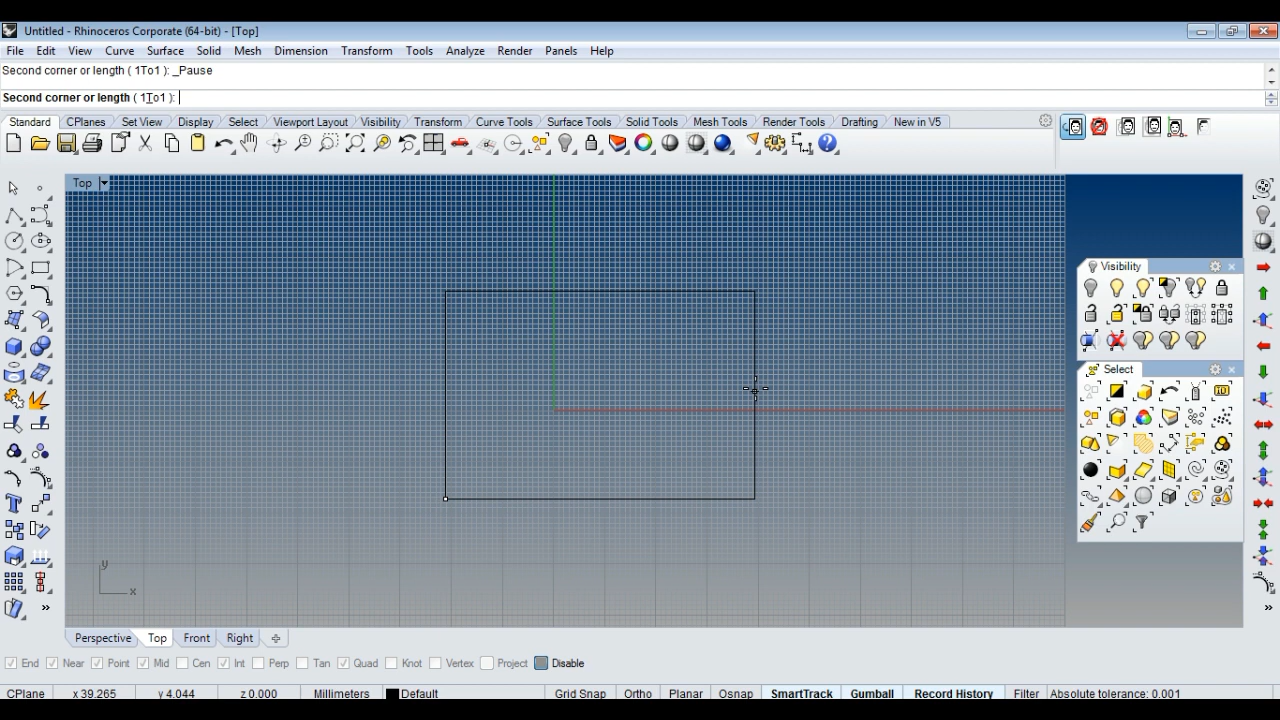 Untitled - Rhinoceros Corporate (64-bit) - [Top]
File Edit View Curve Surface Solid Mesh Dimension Transform Tools Analyze Render Panels Help
Second corner or length ( 1To1 ): _Pause
Second corner or length ( 1To1 ):
Standard CPlanes Set View Display Select Viewport Layout Visibility Transform Curve Tools Surface Tools Solid Tools Mesh Tools Render Tools Drafting New in V5
Top
Visibility
Select
y
x
Perspective Top Front Right
End Near Point Mid Cen Int Perp Tan Quad Knot Vertex Project Disable
CPlane x 39.265 y 4.044 z 0.000 Millimeters Default Grid Snap Ortho Planar Osnap SmartTrack Gumball Record History Filter Absolute tolerance: 0.001